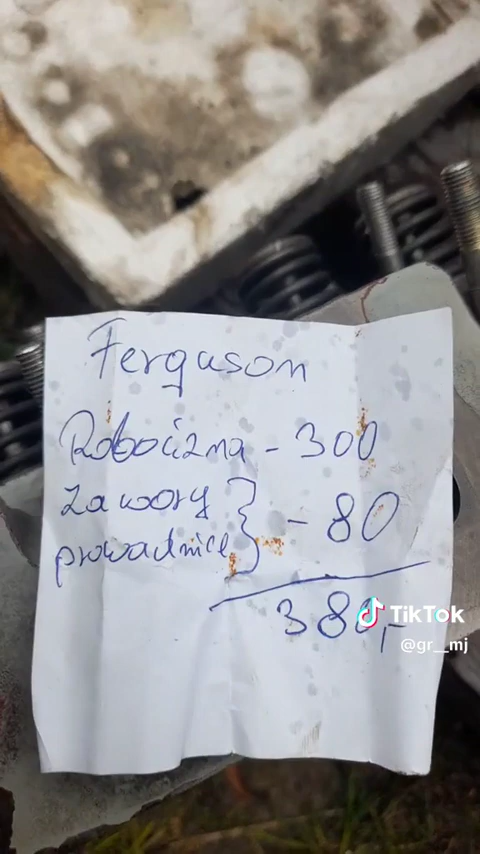 Ferguson
Robocizna - 300
Zawory } - 80
prowadnice
380,-
TikTok
@gr__mj